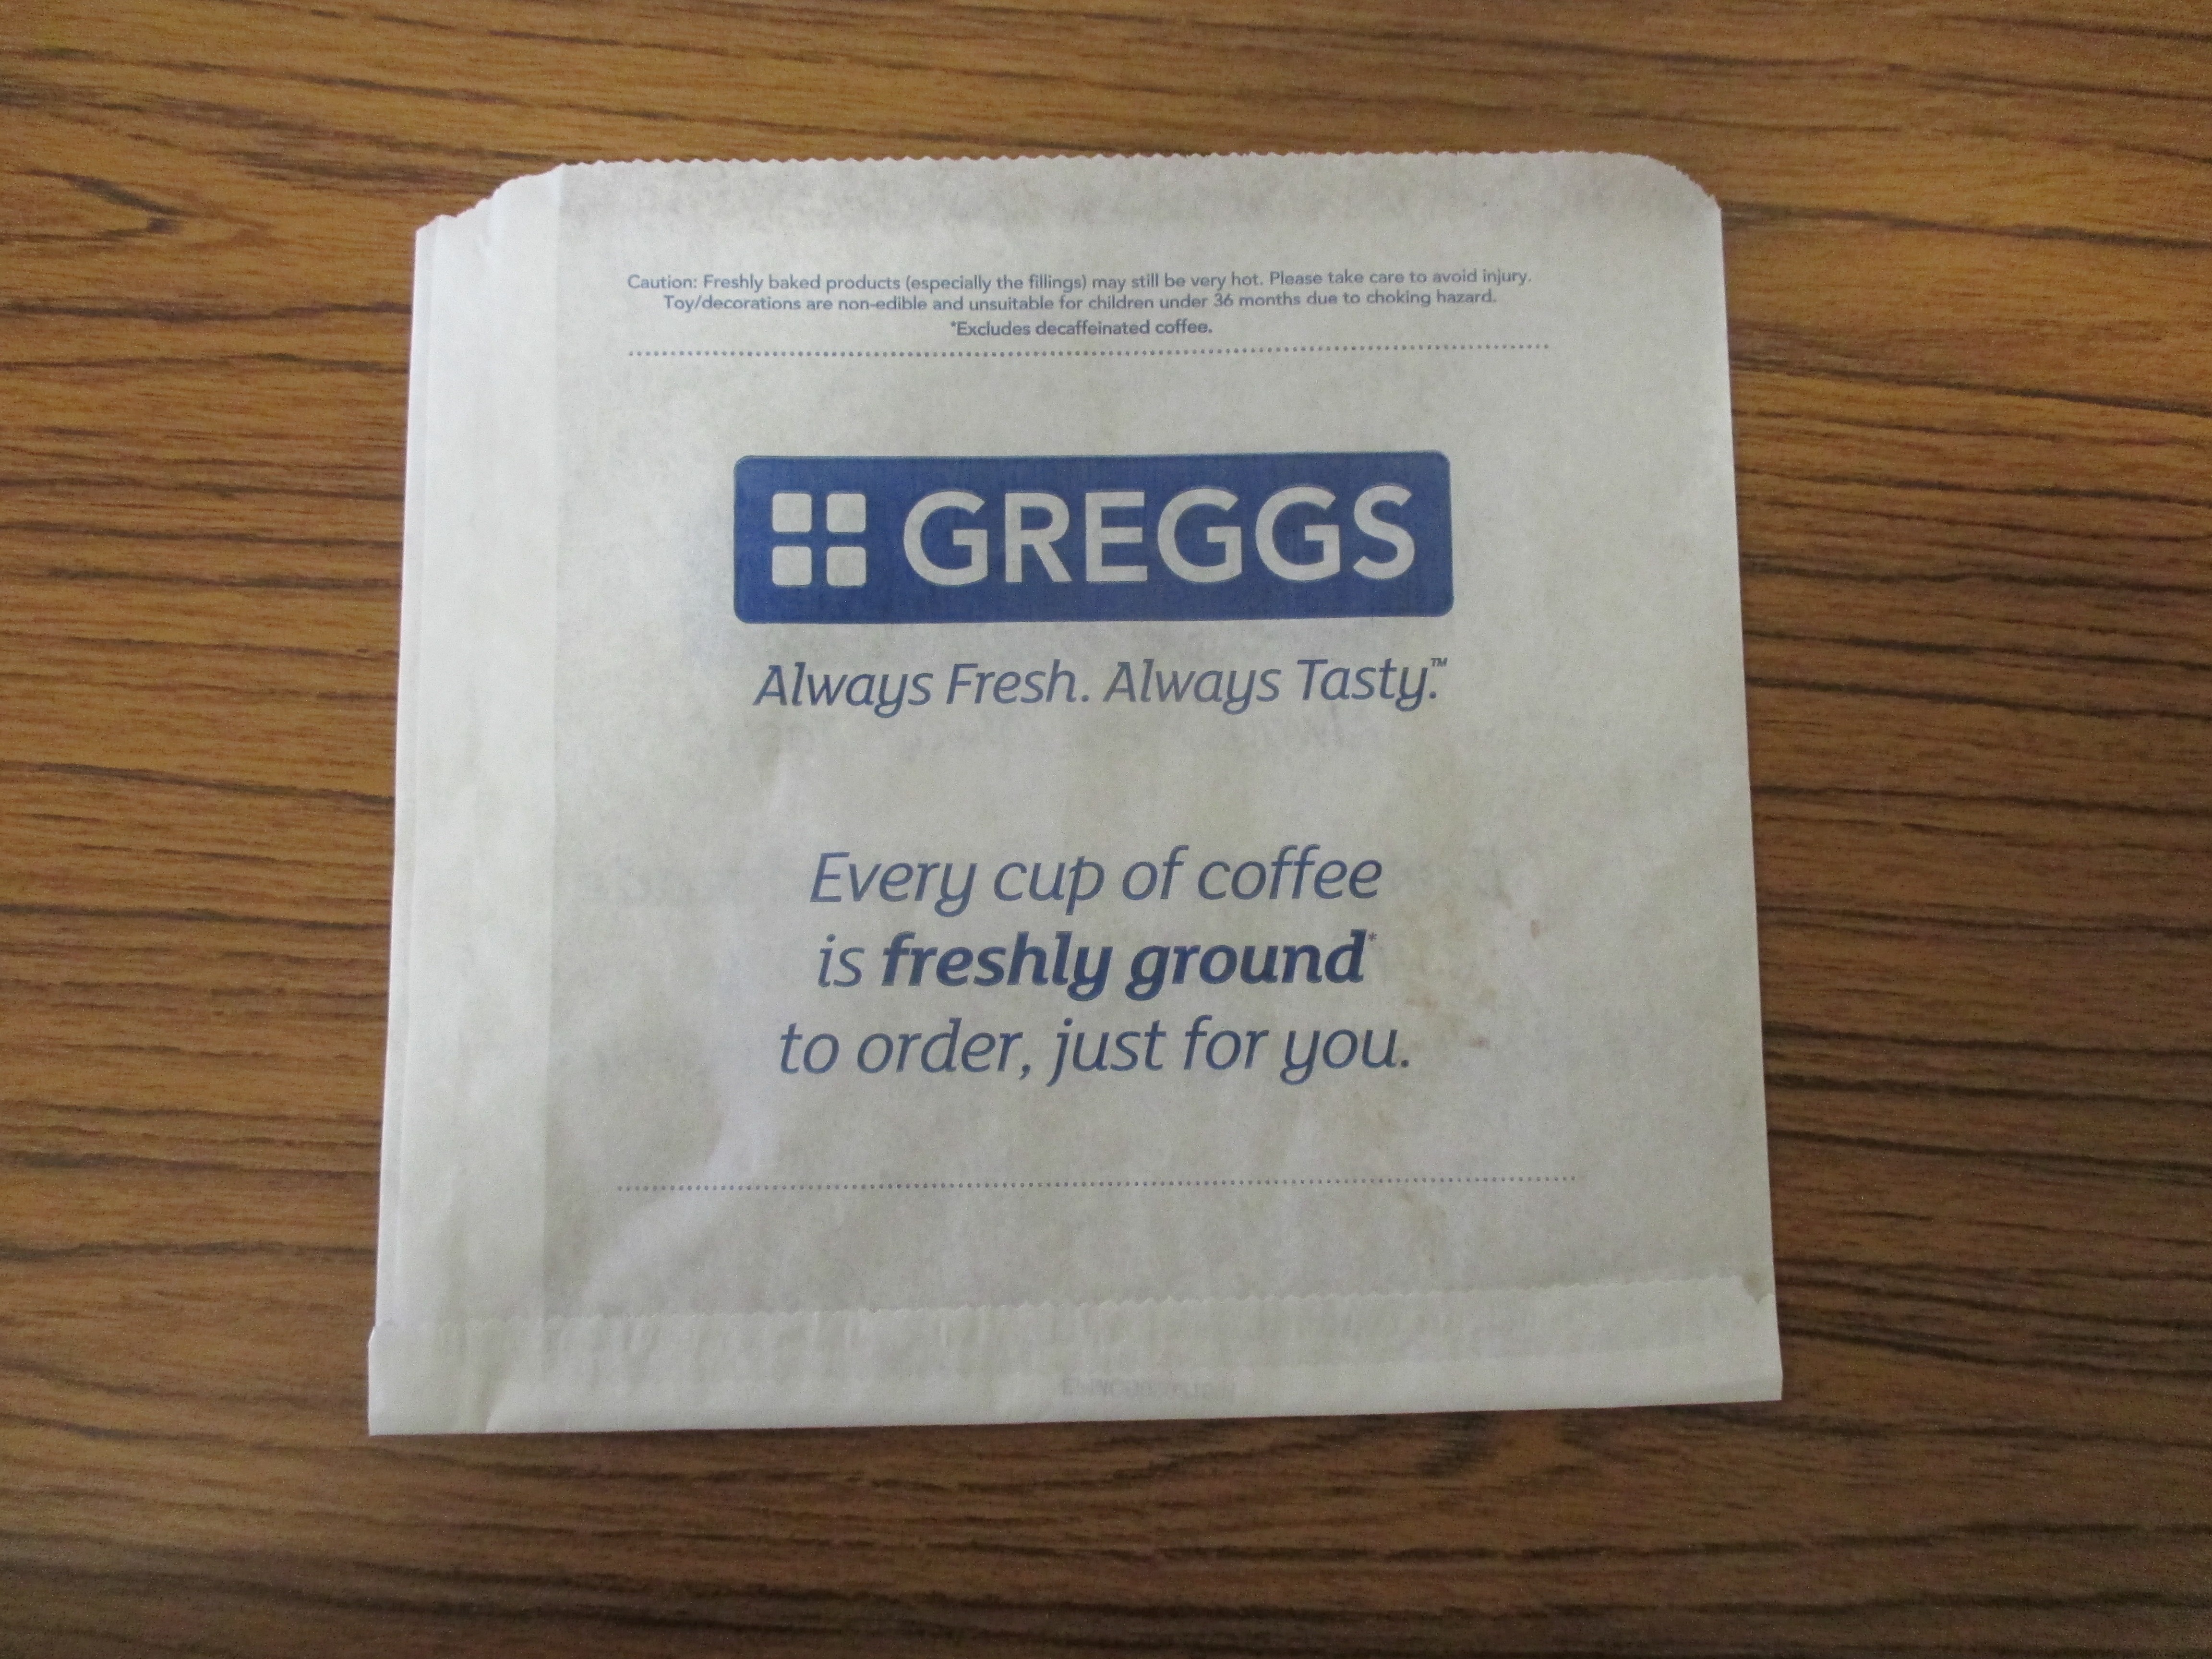 Caution: Freshly baked products (especially the fillings) may still be very hot. Please take care to avoid injury.
Toy/decorations are non-edible and unsuitable for children under 36 months due to choking hazard.
*Excludes decaffeinated coffee.
GREGGS
Always Fresh. Always Tasty.™
Every cup of coffee
is freshly ground*
to order, just for you.